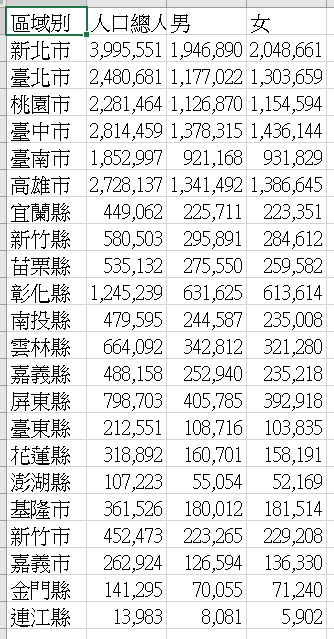 區域別 人口總人 男 女
新北市 3,995,551 1,946,890 2,048,661
臺北市 2,480,681 1,177,022 1,303,659
桃園市 2,281,464 1,126,870 1,154,594
臺中市 2,814,459 1,378,315 1,436,144
臺南市 1,852,997 921,168 931,829
高雄市 2,728,137 1,341,492 1,386,645
宜蘭縣 449,062 225,711 223,351
新竹縣 580,503 295,891 284,612
苗栗縣 535,132 275,550 259,582
彰化縣 1,245,239 631,625 613,614
南投縣 479,595 244,587 235,008
雲林縣 664,092 342,812 321,280
嘉義縣 488,158 252,940 235,218
屏東縣 798,703 405,785 392,918
臺東縣 212,551 108,716 103,835
花蓮縣 318,892 160,701 158,191
澎湖縣 107,223 55,054 52,169
基隆市 361,526 180,012 181,514
新竹市 452,473 223,265 229,208
嘉義市 262,924 126,594 136,330
金門縣 141,295 70,055 71,240
連江縣 13,983 8,081 5,902